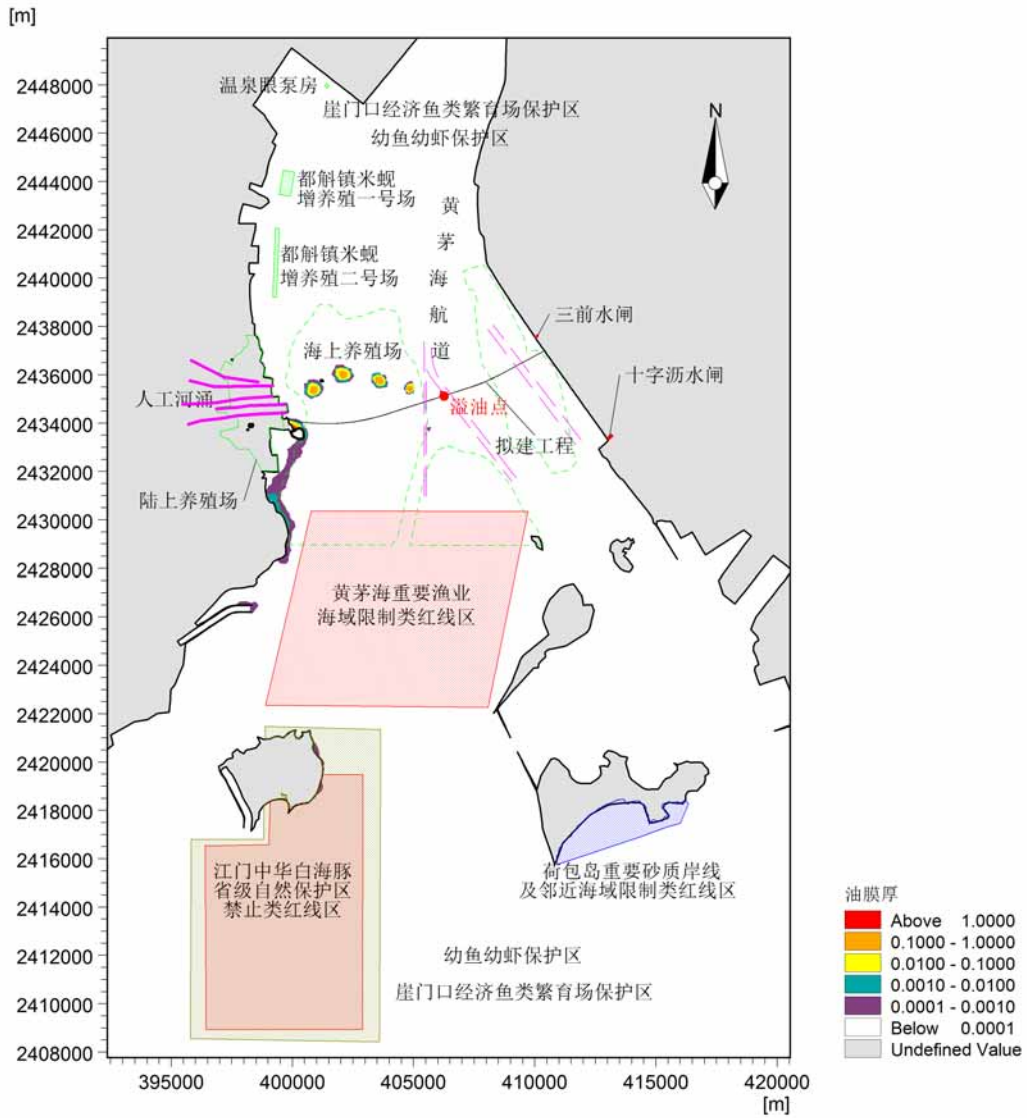 [m]
2448000
2446000
2444000
2442000
2440000
2438000
2436000
2434000
2432000
2430000
2428000
2426000
2424000
2422000
2420000
2418000
2416000
2414000
2412000
2410000
2408000
温泉眼泵房
崖门口经济鱼类繁育场保护区
幼鱼幼虾保护区
N
都斛镇米蚬
增养殖一号场
黄茅海航道
都斛镇米蚬
增养殖二号场
三前水闸
海上养殖场
十字沥水闸
人工河涌
溢油点
拟建工程
陆上养殖场
黄茅海重要渔业
海域限制类红线区
江门中华白海豚
省级自然保护区
禁止类红线区
荷包岛重要砂质岸线
及邻近海域限制类红线区
幼鱼幼虾保护区
崖门口经济鱼类繁育场保护区
油膜厚
Above 1.0000
0.1000 - 1.0000
0.0100 - 0.1000
0.0010 - 0.0100
0.0001 - 0.0010
Below 0.0001
Undefined Value
395000 400000 405000 410000 415000 420000
[m]